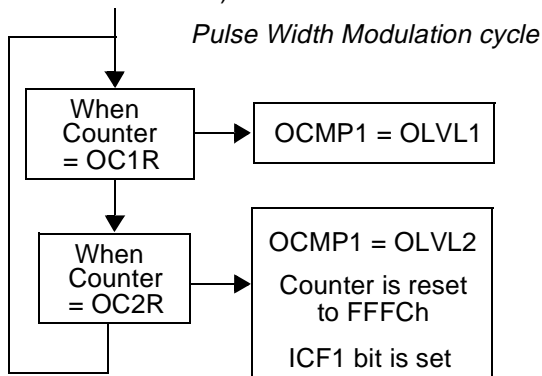 Pulse Width Modulation cycle
When
Counter
= OC1R
OCMP1 = OLVL1
When
Counter
= OC2R
OCMP1 = OLVL2
Counter is reset
to FFFCh
ICF1 bit is set